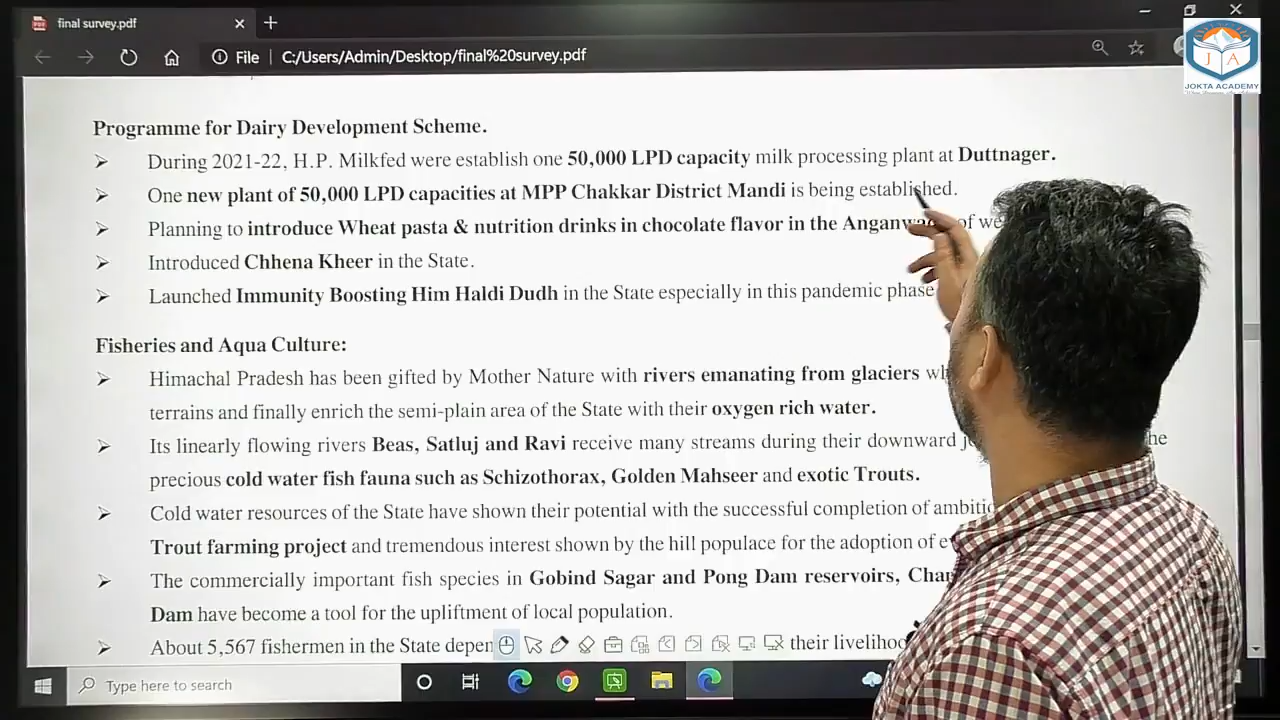 final survey.pdf
File C:/Users/Admin/Desktop/final%20survey.pdf
J A
JOKTA ACADEMY
Programme for Dairy Development Scheme.
➢ During 2021-22, H.P. Milkfed were establish one 50,000 LPD capacity milk processing plant at Duttnager.
➢ One new plant of 50,000 LPD capacities at MPP Chakkar District Mandi is being established.
➢ Planning to introduce Wheat pasta & nutrition drinks in chocolate flavor in the of
➢ Introduced Chhena Kheer in the State.
➢ Launched Immunity Boosting Him Haldi Dudh in the State especially in this pandemic phase
Fisheries and Aqua Culture:
➢ Himachal Pradesh has been gifted by Mother Nature with rivers emanating from glaciers
terrains and finally enrich the semi-plain area of the State with their oxygen rich water.
➢ Its linearly flowing rivers Beas, Satluj and Ravi receive many streams during their downward
precious cold water fish fauna such as Schizothorax, Golden Mahseer and exotic Trouts.
➢ Cold water resources of the State have shown their potential with the successful completion of
Trout farming project and tremendous interest shown by the hill populace for the adoption of
➢ The commercially important fish species in Gobind Sagar and Pong Dam reservoirs,
Dam have become a tool for the upliftment of local population.
➢ About 5,567 fishermen in the State their
Type here to search